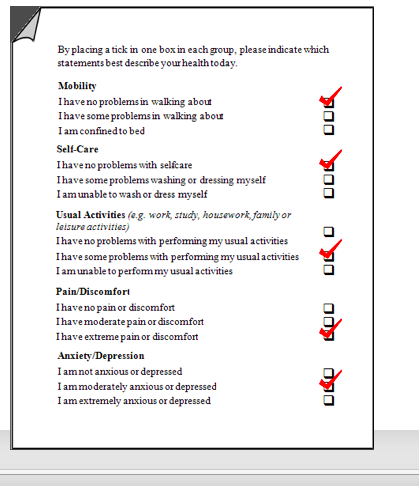 By placing a tick in one box in each group, please indicate which
statements best describe your health today.
Mobility
I have no problems in walking about
I have some problems in walking about
I am confined to bed
Self-Care
I have no problems with selfcare
I have some problems washing or dressing myself
I am unable to wash or dress myself
Usual Activities (e.g. work, study, housework, family or
leisure activities)
I have no problems with performing my usual activities
I have some problems with performing my usual activities
I am unable to perform my usual activities
Pain/Discomfort
I have no pain or discomfort
I have moderate pain or discomfort
I have extreme pain or discomfort
Anxiety/Depression
I am not anxious or depressed
I am moderately anxious or depressed
I am extremely anxious or depressed